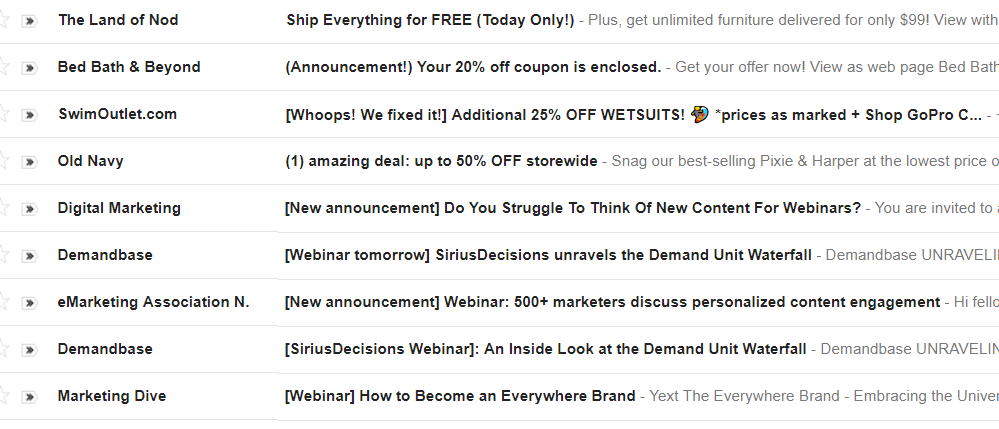 The Land of Nod Ship Everything for FREE (Today Only!) - Plus, get unlimited furniture delivered for only $99! View with
Bed Bath & Beyond (Announcement!) Your 20% off coupon is enclosed. - Get your offer now! View as web page Bed Bath
SwimOutlet.com [Whoops! We fixed it!] Additional 25% OFF WETSUITS! *prices as marked + Shop GoPro C... -
Old Navy (1) amazing deal: up to 50% OFF storewide - Snag our best-selling Pixie & Harper at the lowest price o
Digital Marketing [New announcement] Do You Struggle To Think Of New Content For Webinars? - You are invited to a
Demandbase [Webinar tomorrow] SiriusDecisions unravels the Demand Unit Waterfall - Demandbase UNRAVELI
eMarketing Association N. [New announcement] Webinar: 500+ marketers discuss personalized content engagement - Hi fello
Demandbase [SiriusDecisions Webinar]: An Inside Look at the Demand Unit Waterfall - Demandbase UNRAVELIN
Marketing Dive [Webinar] How to Become an Everywhere Brand - Yext The Everywhere Brand - Embracing the Univer